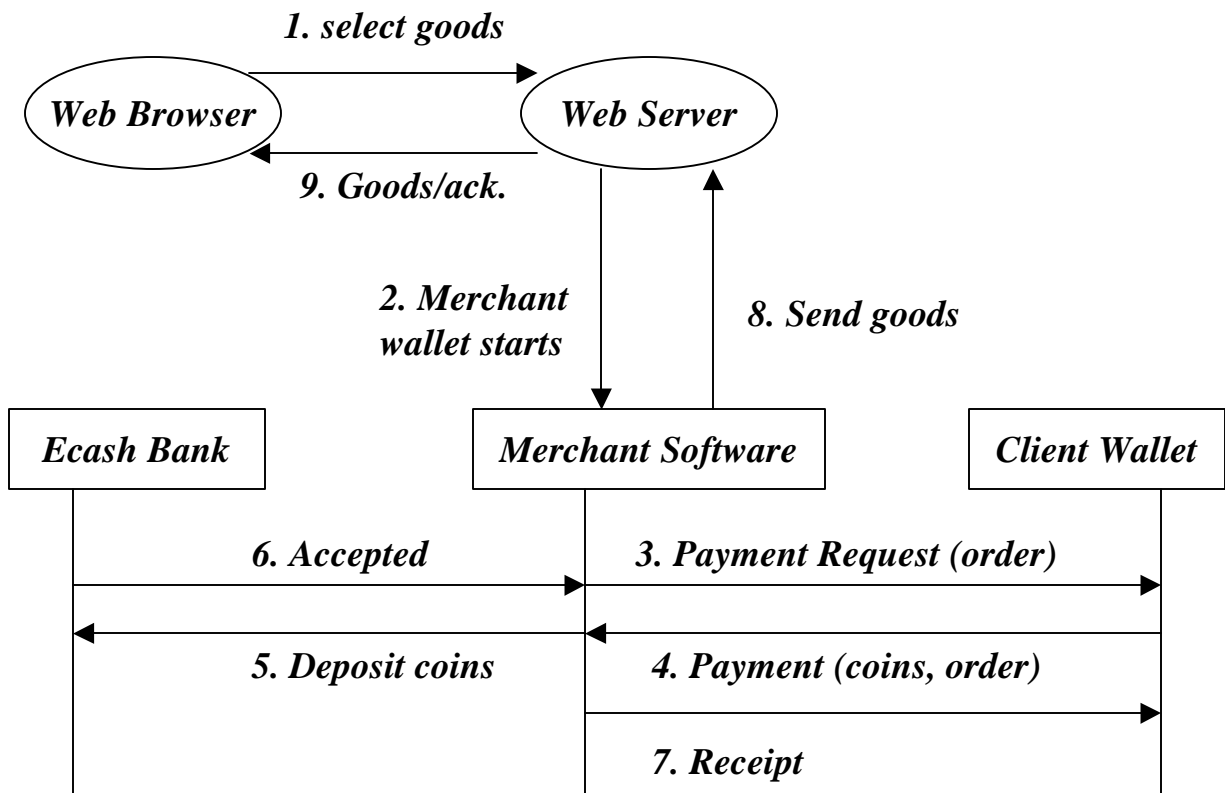 1. select goods
Web Browser
Web Server
9. Goods/ack.
2. Merchant
wallet starts
8. Send goods
Ecash Bank
Merchant Software
Client Wallet
6. Accepted
3. Payment Request (order)
5. Deposit coins
4. Payment (coins, order)
7. Receipt